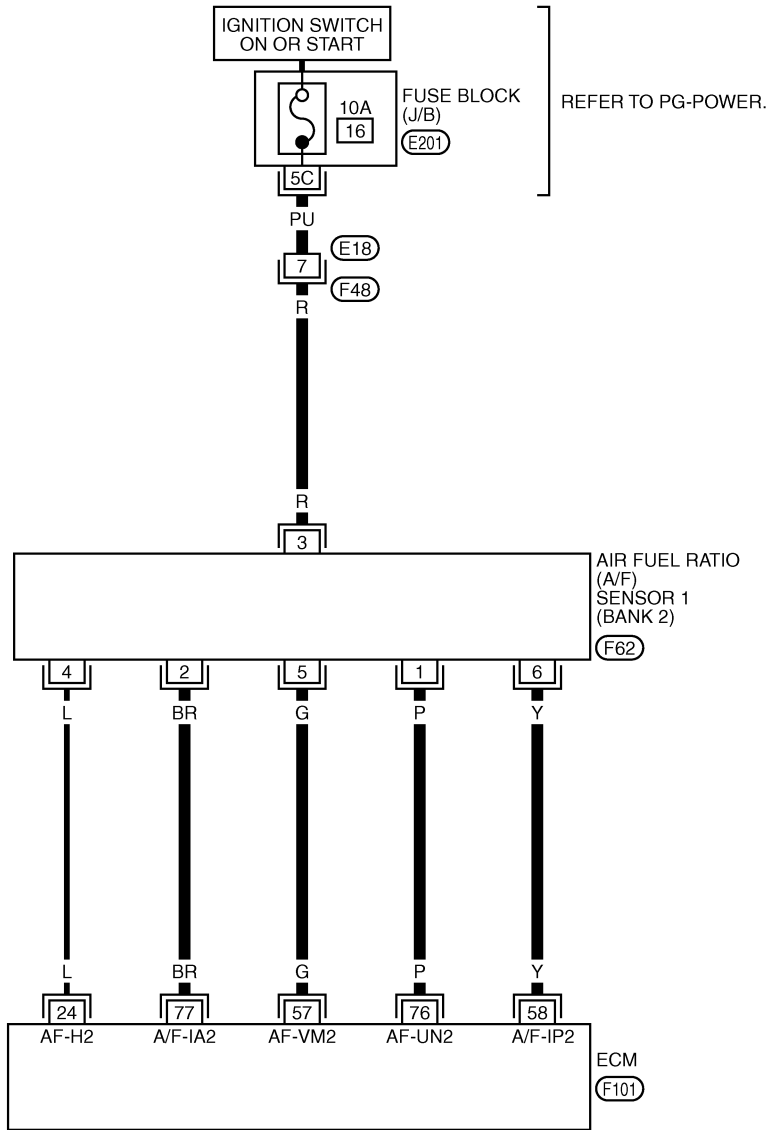 IGNITION SWITCH
ON OR START
10A
16
FUSE BLOCK
(J/B)
E201
REFER TO PG-POWER.
5C
PU
E18
7
F48
R
R
3
AIR FUEL RATIO
(A/F)
SENSOR 1
(BANK 2)
F62
4 2 5 1 6
L BR G P Y
L BR G P Y
24 77 57 76 58
AF-H2 A/F-IA2 AF-VM2 AF-UN2 A/F-IP2
ECM
F101